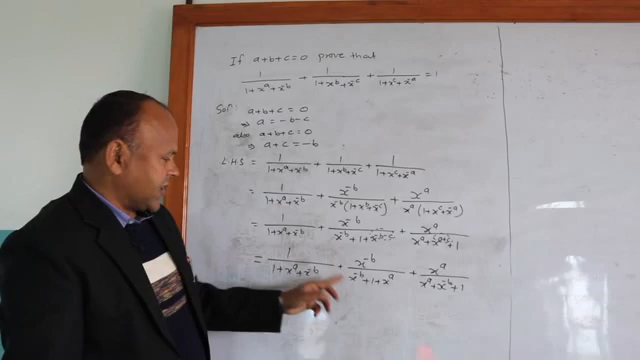 If a+b+c=0 prove that
1/(1+x^a+x^-b) + 1/(1+x^b+x^-c) + 1/(1+x^c+x^-a) = 1
Solⁿ: a+b+c = 0
⇒ a = -b-c
also a+b+c=0
⇒ a+c = -b
LHS = 1/(1+x^a+x^-b) + 1/(1+x^b+x^-c) + 1/(1+x^c+x^-a)
= 1/(1+x^a+x^-b) + x^-b/(x^-b(1+x^b+x^-c)) + x^a/(x^a(1+x^c+x^-a))
= 1/(1+x^a+x^-b) + x^-b/(x^-b+1+x^(-b-c)) + x^a/(x^a+x^(a+c)+1)
= 1/(1+x^a+x^-b) + x^-b/(x^-b+1+x^a) + x^a/(x^a+x^-b+1)